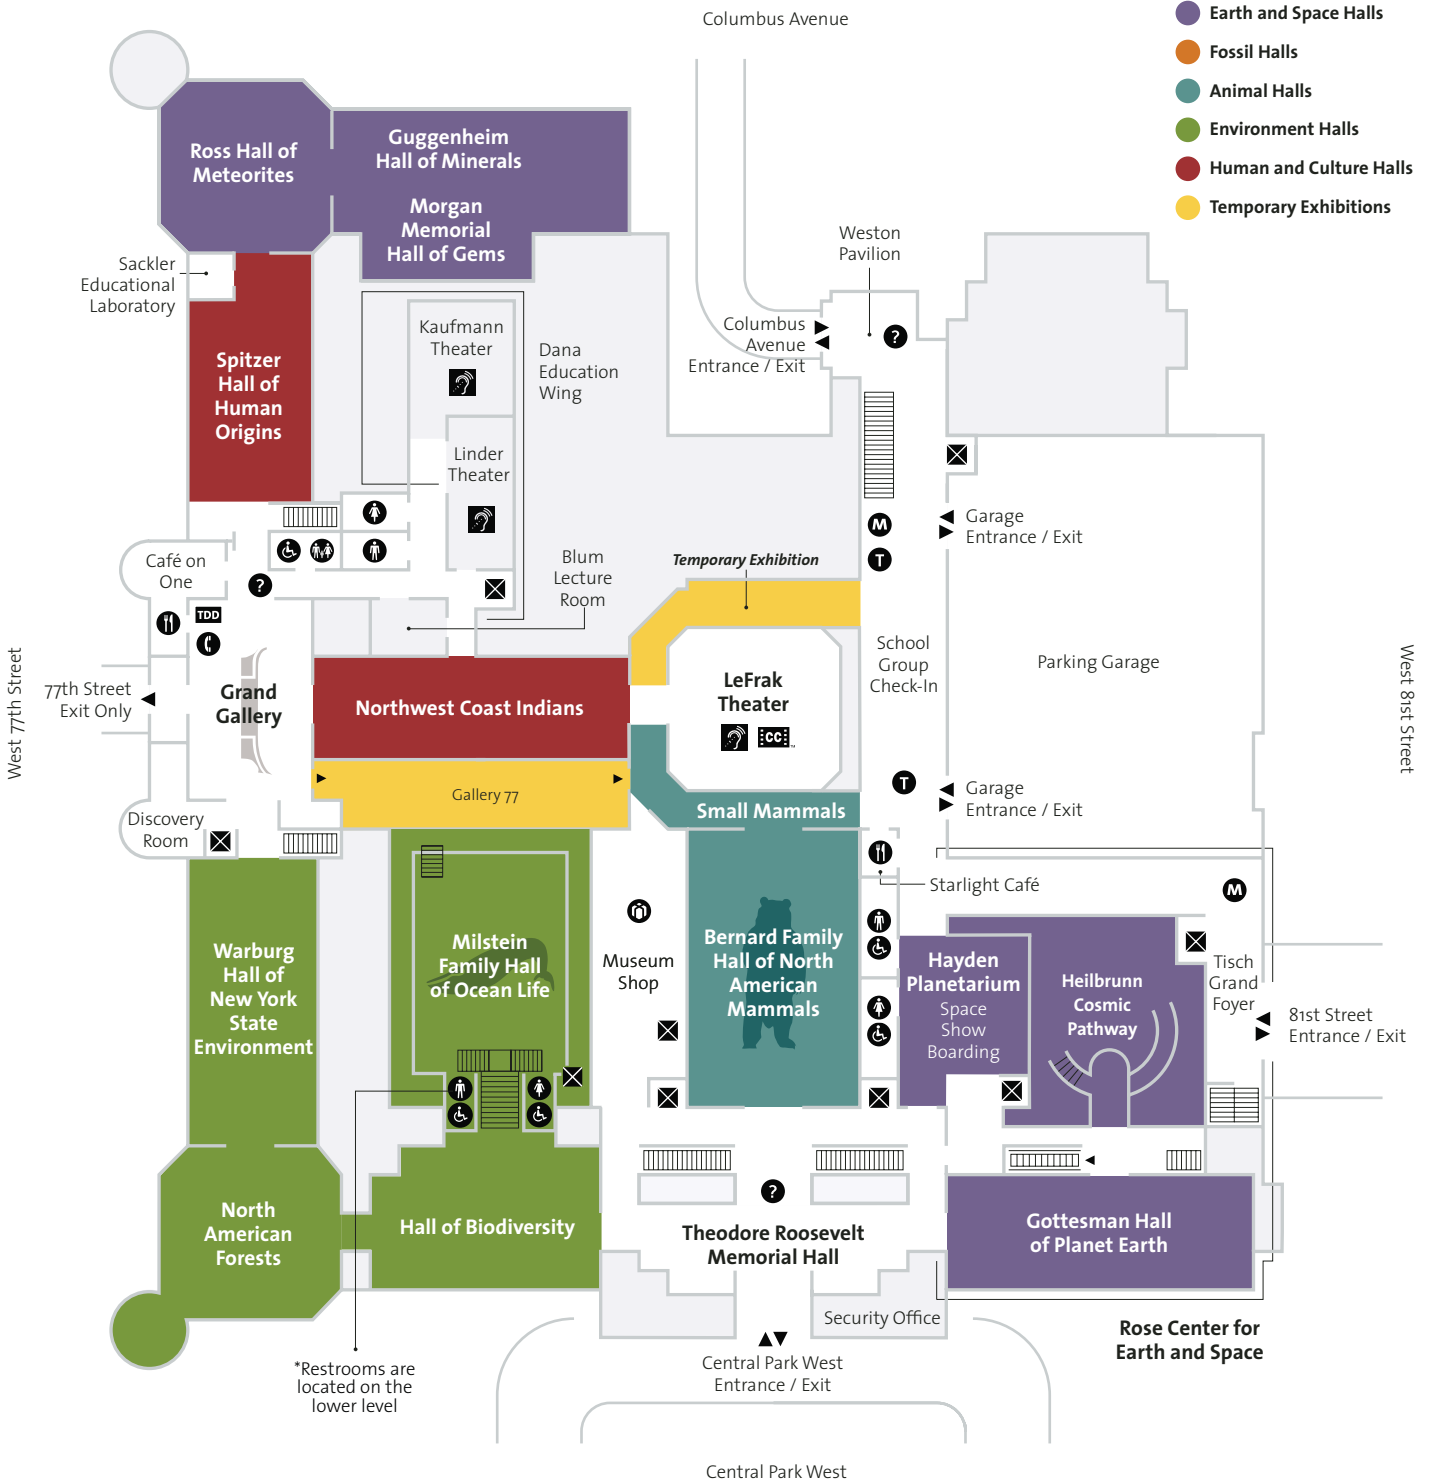 Columbus Avenue
Earth and Space Halls
Fossil Halls
Animal Halls
Environment Halls
Human and Culture Halls
Temporary Exhibitions
Ross Hall of
Meteorites
Guggenheim
Hall of Minerals
Morgan
Memorial
Hall of Gems
Weston
Pavilion
Sackler
Educational
Laboratory
Kaufmann
Theater
Dana
Education
Wing
Columbus
Avenue
Entrance / Exit
?
Spitzer
Hall of
Human
Origins
Linder
Theater
M
T
Garage
Entrance / Exit
Café on
One
?
TDD
Blum
Lecture
Room
Temporary Exhibition
School
Group
Check-In
Parking Garage
West 77th Street
77th Street
Exit Only
Grand
Gallery
Northwest Coast Indians
LeFrak
Theater
CC
West 81st Street
Gallery 77
T
Garage
Entrance / Exit
Small Mammals
Discovery
Room
Starlight Café
M
Warburg
Hall of
New York
State
Environment
Milstein
Family Hall
of Ocean Life
Museum
Shop
Bernard Family
Hall of North
American
Mammals
Hayden
Planetarium
Space
Show
Boarding
Heilbrunn
Cosmic
Pathway
Tisch
Grand
Foyer
81st Street
Entrance / Exit
North
American
Forests
Hall of Biodiversity
?
Theodore Roosevelt
Memorial Hall
Gottesman Hall
of Planet Earth
Security Office
Rose Center for
Earth and Space
*Restrooms are
located on the
lower level
Central Park West
Entrance / Exit
Central Park West